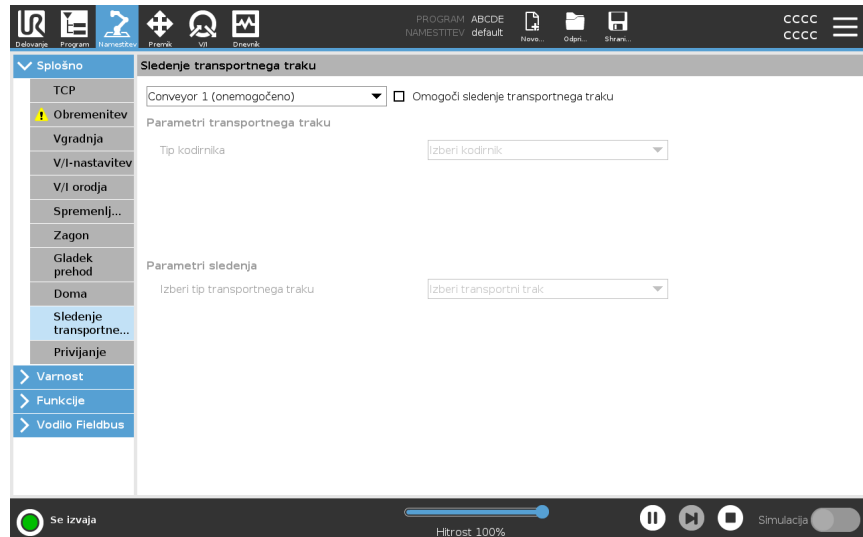 Delovanje
Program
Namestitev
Premik
V/I
Dnevnik
PROGRAM ABCDE
NAMESTITEV default
Novo...
Odpri...
Shrani...
CCCC
CCCC
Splošno
Sledenje transportnega traku
TCP
Obremenitev
Vgradnja
V/I-nastavitev
V/I orodja
Spremenlj...
Zagon
Gladek
prehod
Doma
Sledenje
transportne...
Privijanje
Varnost
Funkcije
Vodilo Fieldbus
Conveyor 1 (onemogočeno)
Omogoči sledenje transportnega traku
Parametri transportnega traku
Tip kodirnika
Izberi kodirnik
Parametri sledenja
Izberi tip transportnega traku
Izberi transportni trak
Se izvaja
Hitrost 100%
Simulacija